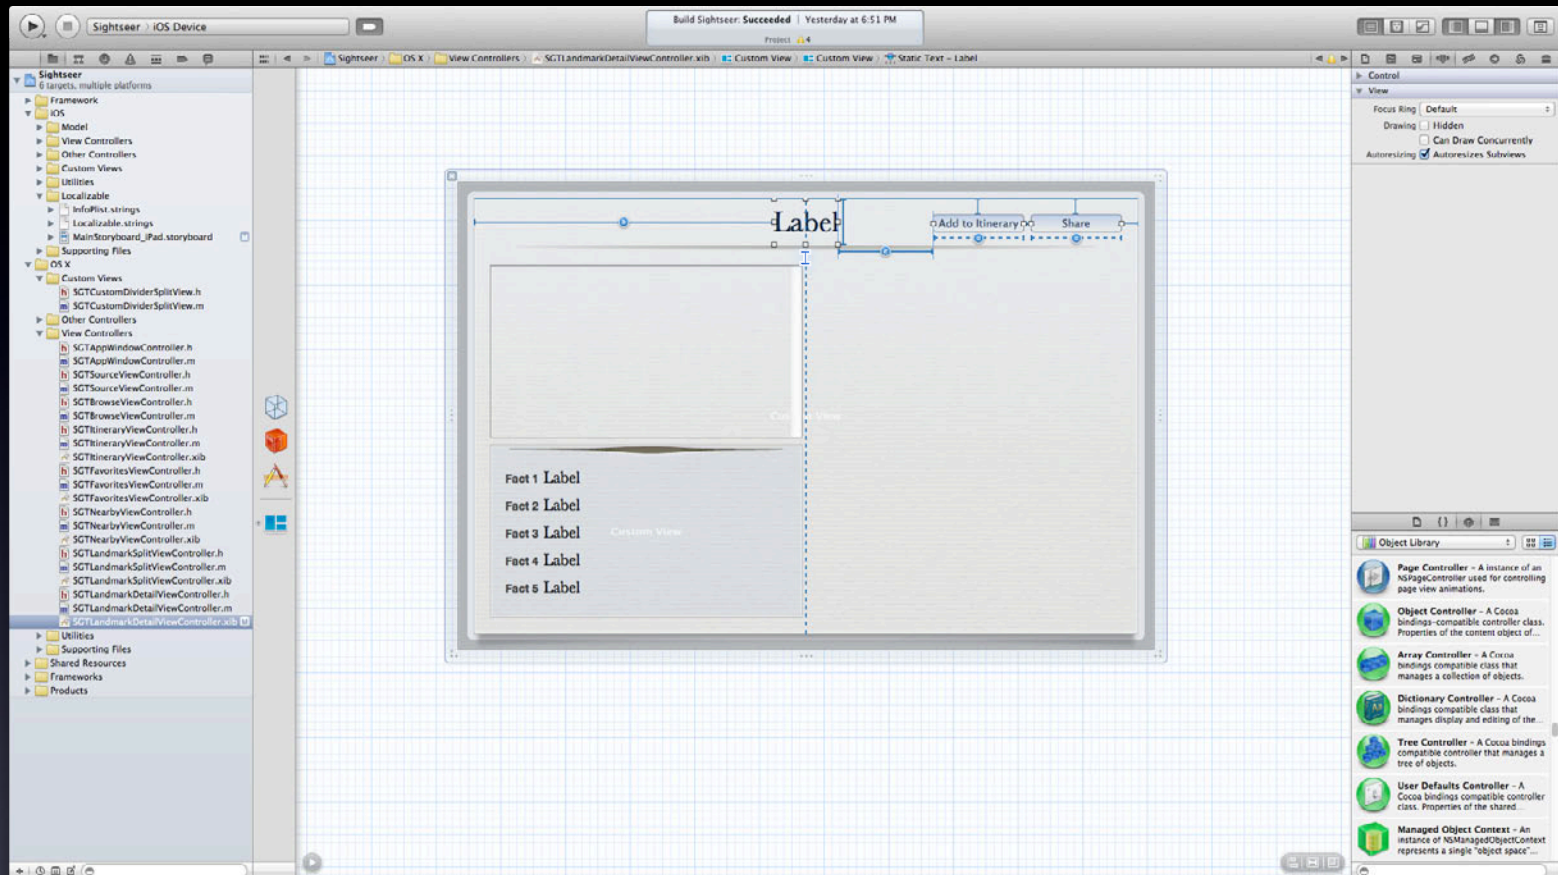 Sightseer › iOS Device
Build Sightseer: Succeeded | Yesterday at 6:51 PM
Project 4
Sightseer OS X View Controllers SGTLandmarkDetailViewController.xib Custom View Custom View Static Text – Label
Sightseer
6 targets, multiple platforms
Framework
iOS
Model
View Controllers
Other Controllers
Custom Views
Utilities
Localizable
InfoPlist.strings
Localizable.strings
MainStoryboard_iPad.storyboard
Supporting Files
OS X
Custom Views
SGTCustomDividerSplitView.h
SGTCustomDividerSplitView.m
Other Controllers
View Controllers
SGTAppWindowController.h
SGTAppWindowController.m
SGTSourceViewController.h
SGTSourceViewController.m
SGTBrowseViewController.h
SGTBrowseViewController.m
SGTItineraryViewController.h
SGTItineraryViewController.m
SGTItineraryViewController.xib
SGTFavoritesViewController.h
SGTFavoritesViewController.m
SGTFavoritesViewController.xib
SGTNearbyViewController.h
SGTNearbyViewController.m
SGTNearbyViewController.xib
SGTLandmarkSplitViewController.h
SGTLandmarkSplitViewController.m
SGTLandmarkSplitViewController.xib
SGTLandmarkDetailViewController.h
SGTLandmarkDetailViewController.m
SGTLandmarkDetailViewController.xib M
Utilities
Supporting Files
Shared Resources
Frameworks
Products
Label
Add to Itinerary
Share
Custom View
Fact 1 Label
Fact 2 Label
Fact 3 Label
Custom View
Fact 4 Label
Fact 5 Label
Control
View
Focus Ring Default
Drawing Hidden
Can Draw Concurrently
Autoresizing Autoresizes Subviews
Object Library
Page Controller – A instance of an
NSPageController used for controlling
page view animations.
Object Controller – A Cocoa
bindings-compatible controller class.
Properties of the content object of...
Array Controller – A Cocoa
bindings compatible class that
manages a collection of objects.
Dictionary Controller – A Cocoa
bindings compatible class that
manages display and editing of the...
Tree Controller – A Cocoa bindings
compatible controller that manages a
tree of objects.
User Defaults Controller – A
Cocoa bindings compatible controller
class. Properties of the shared...
Managed Object Context – An
instance of NSManagedObjectContext
represents a single "object space"...